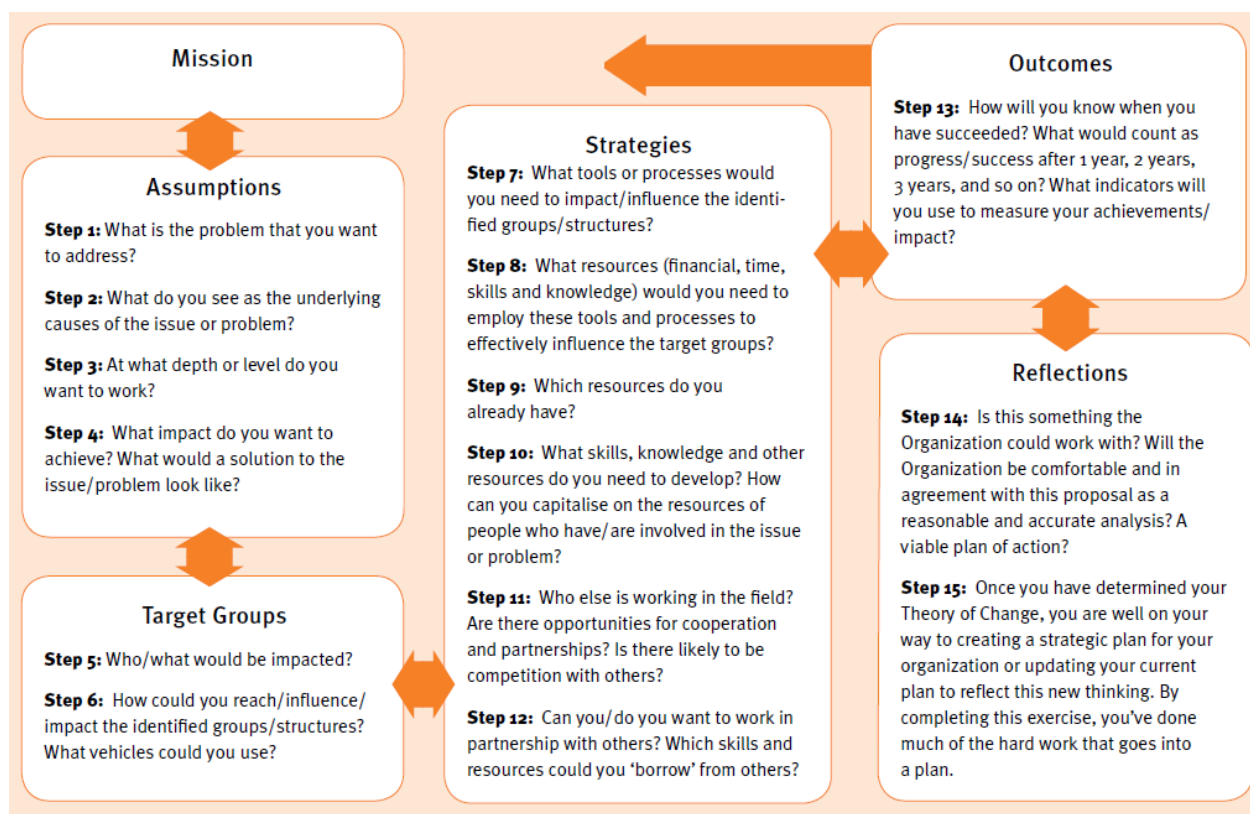 Mission
Assumptions
Step 1: What is the problem that you want
to address?
Step 2: What do you see as the underlying
causes of the issue or problem?
Step 3: At what depth or level do you
want to work?
Step 4: What impact do you want to
achieve? What would a solution to the
issue/problem look like?
Target Groups
Step 5: Who/what would be impacted?
Step 6: How could you reach/influence/
impact the identified groups/structures?
What vehicles could you use?
Strategies
Step 7: What tools or processes would
you need to impact/influence the identi-
fied groups/structures?
Step 8: What resources (financial, time,
skills and knowledge) would you need to
employ these tools and processes to
effectively influence the target groups?
Step 9: Which resources do you
already have?
Step 10: What skills, knowledge and other
resources do you need to develop? How
can you capitalise on the resources of
people who have/are involved in the issue
or problem?
Step 11: Who else is working in the field?
Are there opportunities for cooperation
and partnerships? Is there likely to be
competition with others?
Step 12: Can you/do you want to work in
partnership with others? Which skills and
resources could you ‘borrow’ from others?
Outcomes
Step 13: How will you know when you
have succeeded? What would count as
progress/success after 1 year, 2 years,
3 years, and so on? What indicators will
you use to measure your achievements/
impact?
Reflections
Step 14: Is this something the
Organization could work with? Will the
Organization be comfortable and in
agreement with this proposal as a
reasonable and accurate analysis? A
viable plan of action?
Step 15: Once you have determined your
Theory of Change, you are well on your
way to creating a strategic plan for your
organization or updating your current
plan to reflect this new thinking. By
completing this exercise, you’ve done
much of the hard work that goes into
a plan.